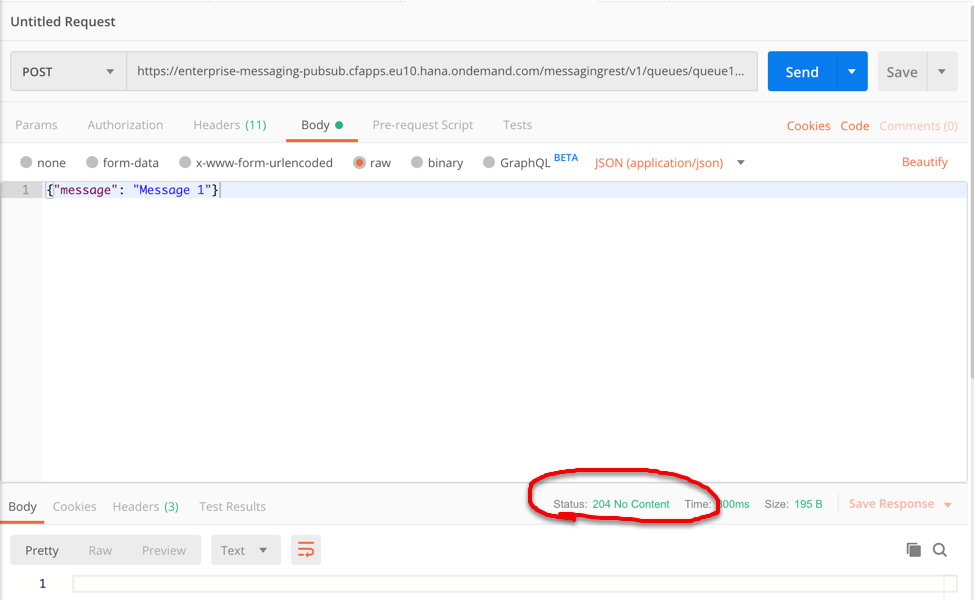 Untitled Request
POST https://enterprise-messaging-pubsub.cfapps.eu10.hana.ondemand.com/messagingrest/v1/queues/queue1... Send Save
Params Authorization Headers (11) Body Pre-request Script Tests Cookies Code Comments (0)
none form-data x-www-form-urlencoded raw binary GraphQL BETA JSON (application/json) Beautify
1 {"message": "Message 1"}
Body Cookies Headers (3) Test Results Status: 204 No Content Time: 300ms Size: 195 B Save Response
Pretty Raw Preview Text
1